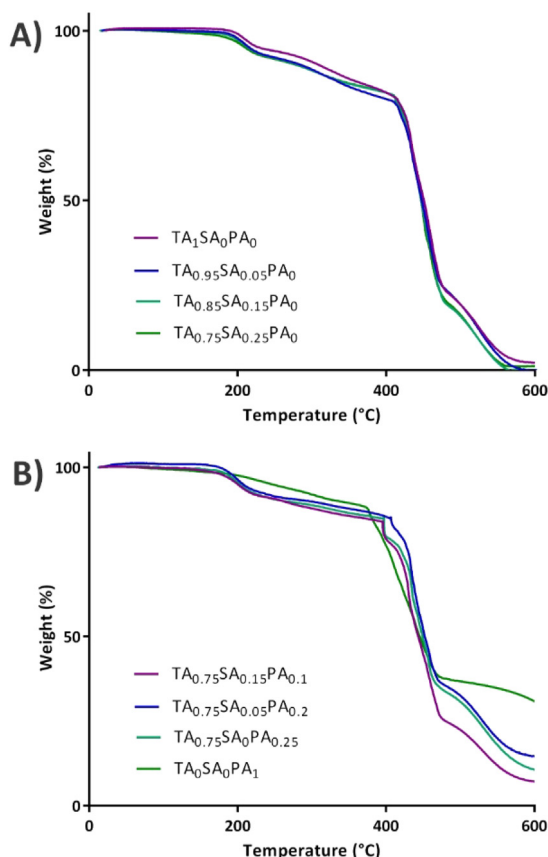 A)
100
50
0
Weight (%)
TA₁SA₀PA₀
TA₀.₉₅SA₀.₀₅PA₀
TA₀.₈₅SA₀.₁₅PA₀
TA₀.₇₅SA₀.₂₅PA₀
0 200 400 600
Temperature (°C)
B)
100
50
0
Weight (%)
TA₀.₇₅SA₀.₁₅PA₀.₁
TA₀.₇₅SA₀.₀₅PA₀.₂
TA₀.₇₅SA₀PA₀.₂₅
TA₀SA₀PA₁
0 200 400 600
Temperature (°C)